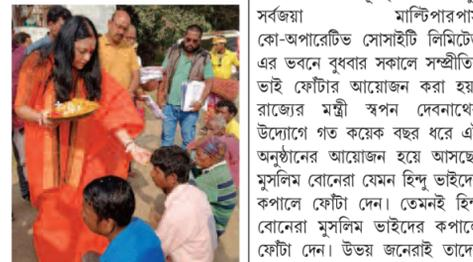 সর্বজয়া মাল্টিপারপাস
কো-অপারেটিভ সোসাইটি লিমিটেড
এর ভবনে বুধবার সকালে সম্প্রীতি
ভাই ফোঁটার আয়োজন করা হয়
রাজ্যের মন্ত্রী স্বপন দেবনাথের
উদ্যোগে গত কয়েক বছর ধরে এই
অনুষ্ঠানের আয়োজন হয়ে আসছে
মুসলিম বোনেরা যেমন হিন্দু ভাইদের
কপালে ফোঁটা দেন। তেমনই হিন্দু
বোনেরা মুসলিম ভাইদের কপালে
ফোঁটা দেন। উভয় জনেরাই তাদের